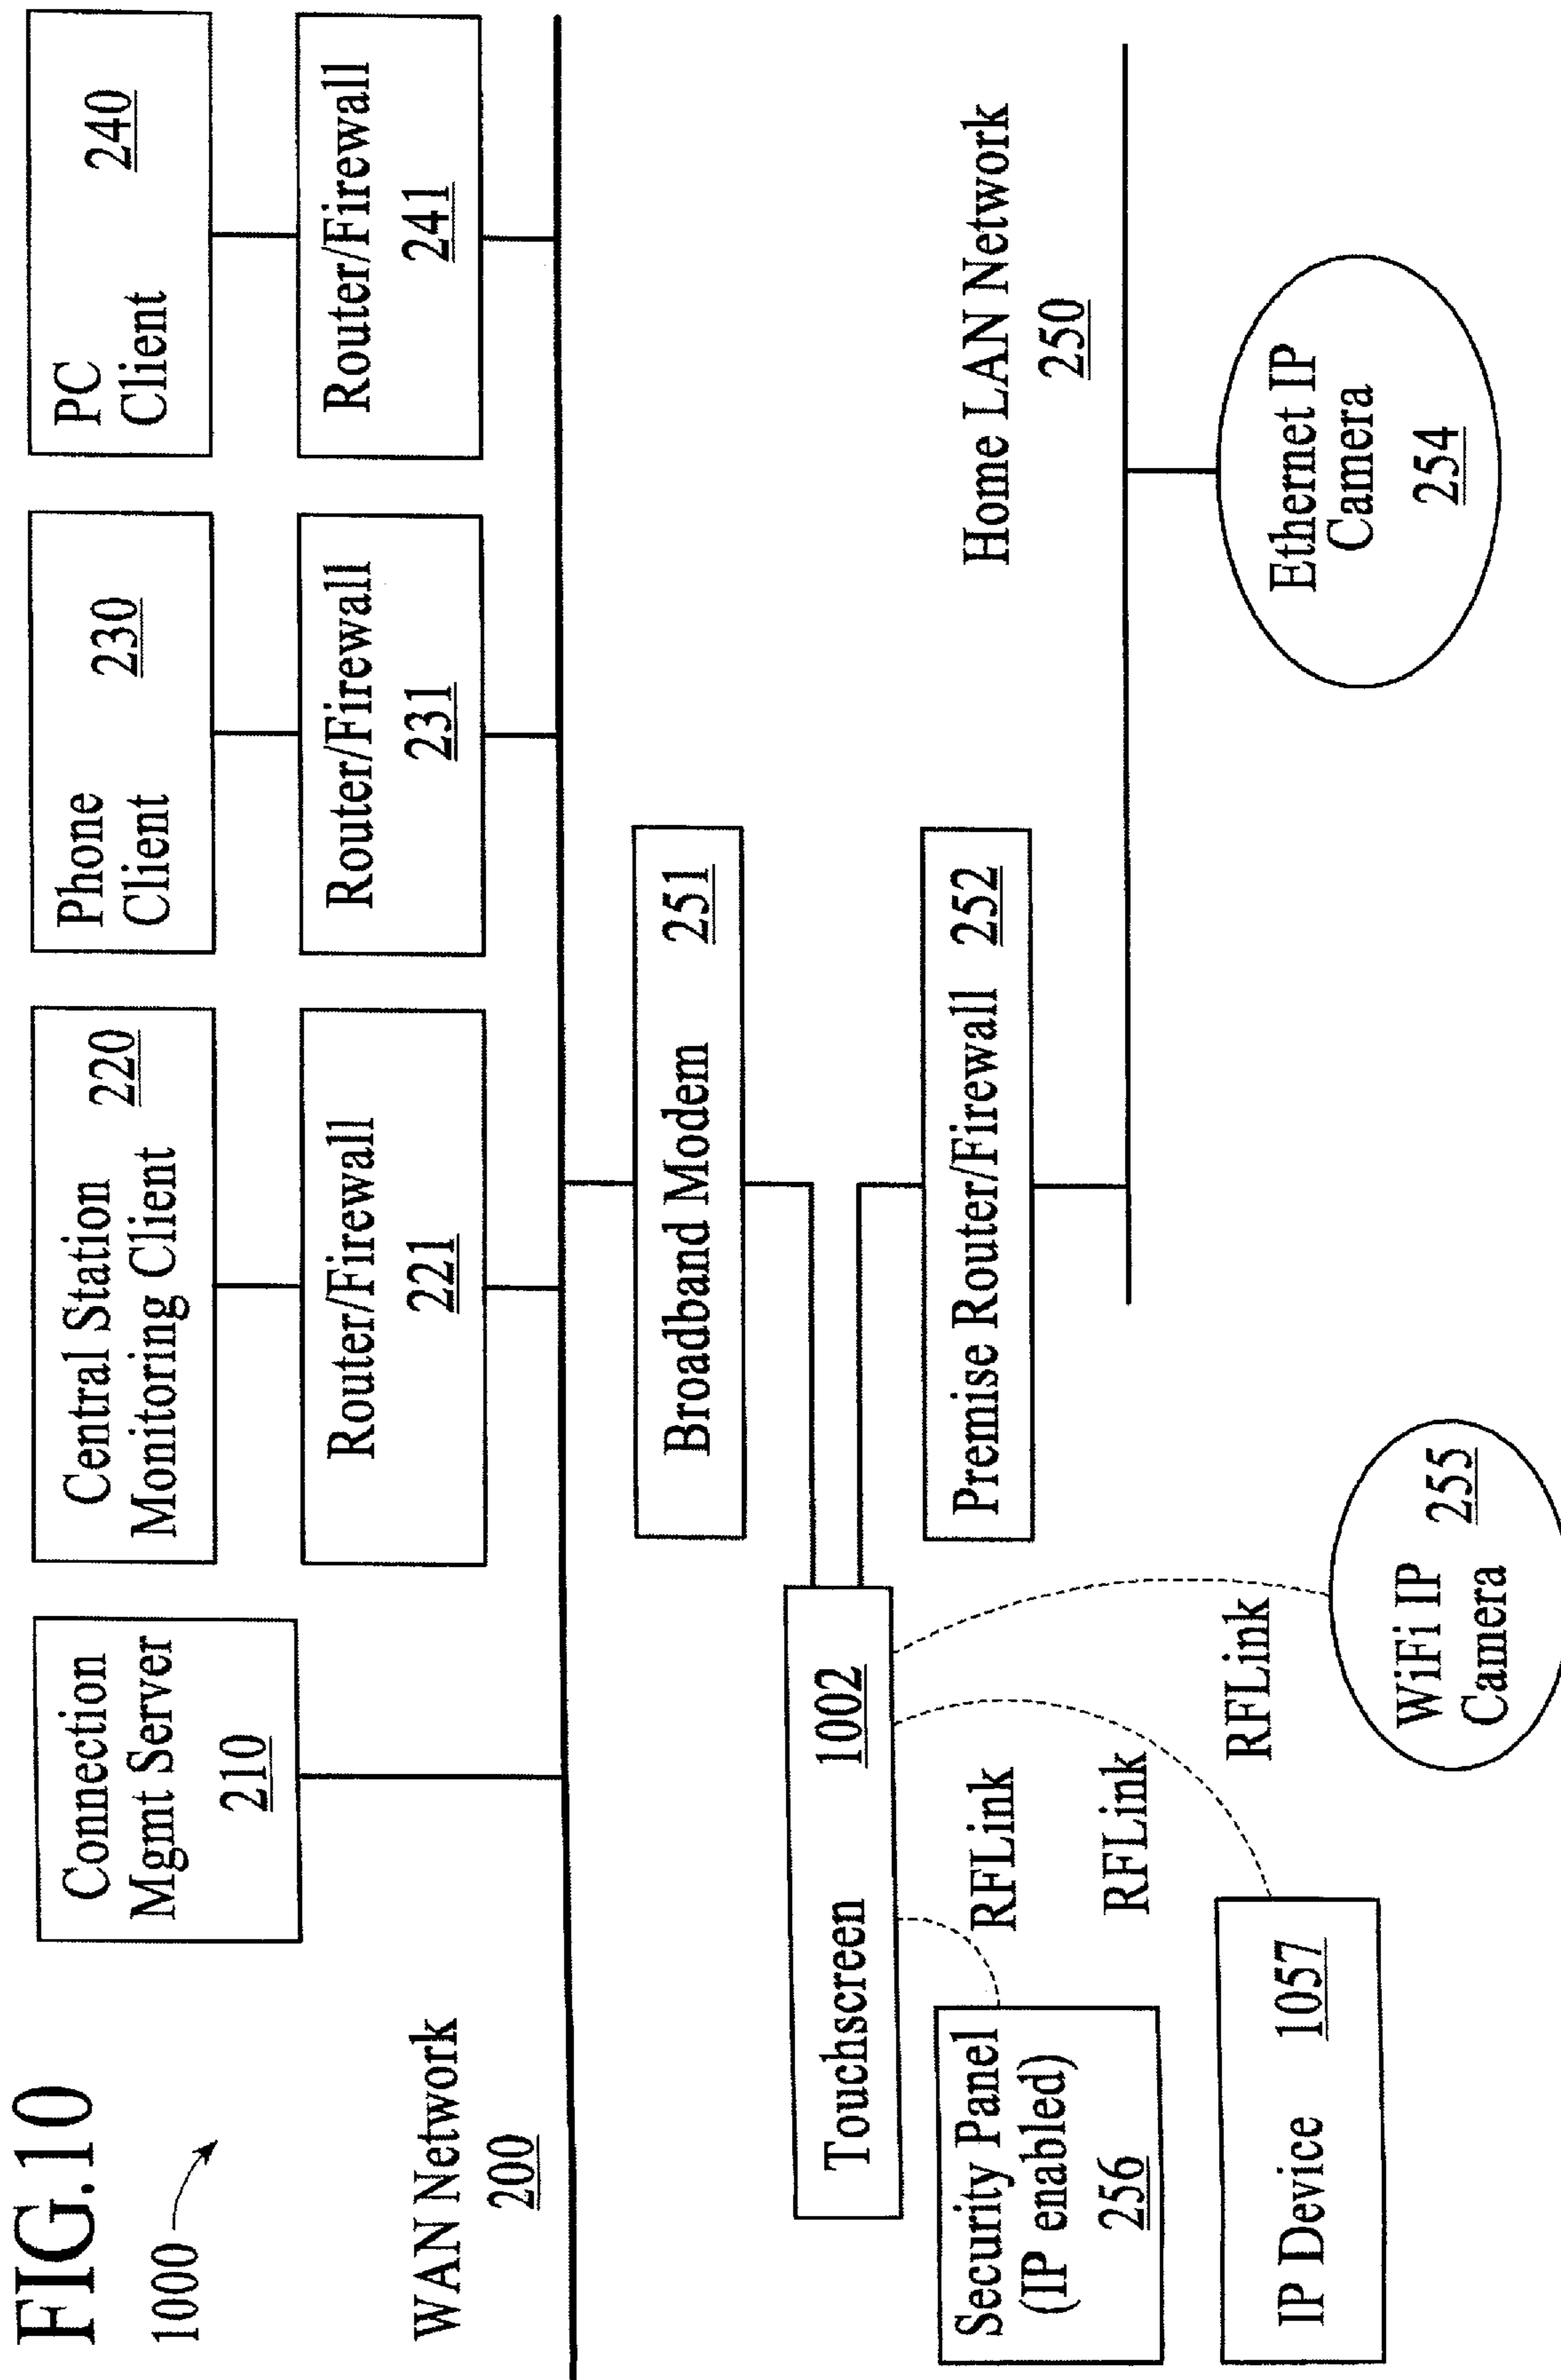 FIG.10
1000
Connection
Mgmt Server
210
Central Station
Monitoring Client
220
Phone
Client
230
PC
Client
240
Router/Firewall
221
Router/Firewall
231
Router/Firewall
241
WAN Network
200
Broadband Modem 251
Touchscreen 1002
Premise Router/Firewall 252
Home LAN Network
250
Security Panel
(IP enabled)
256
RFLink
RFLink
RFLink
IP Device 1057
WiFi IP
Camera
255
Ethernet IP
Camera
254